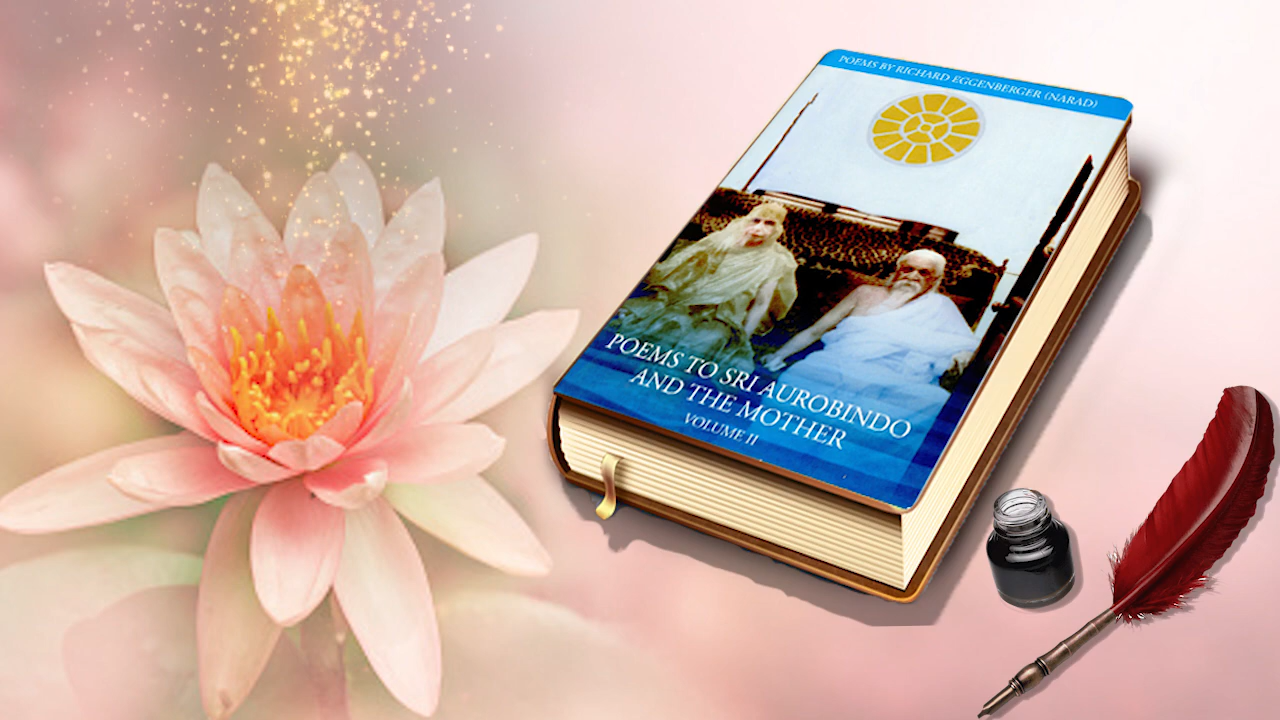 POEMS BY RICHARD EGGENBERGER (NARAD)
POEMS TO SRI AUROBINDO
AND THE MOTHER
VOLUME II